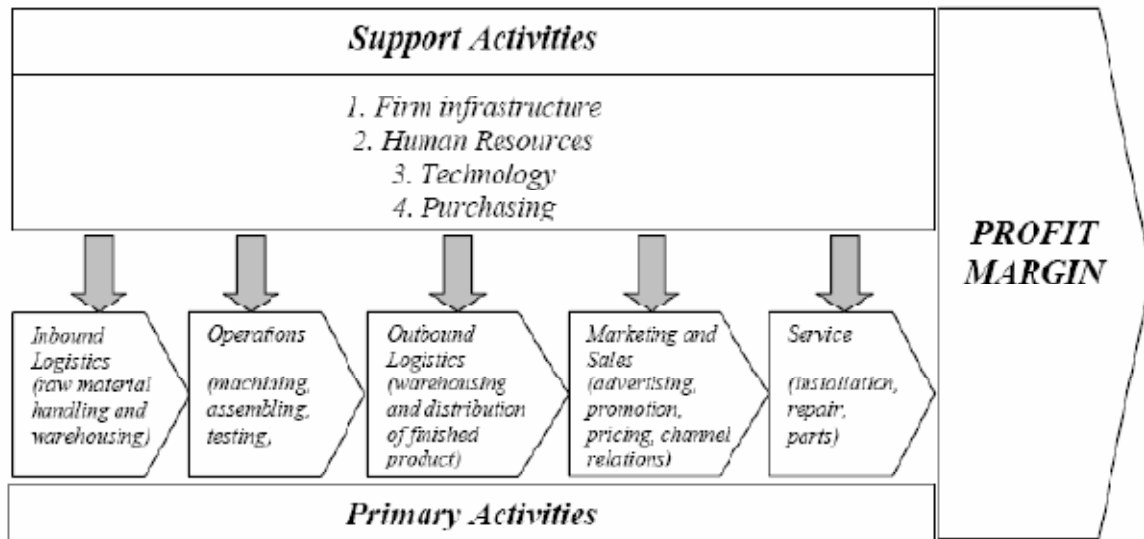 Support Activities
1. Firm infrastructure
2. Human Resources
3. Technology
4. Purchasing
PROFIT
MARGIN
Inbound
Logistics
(raw material
handling and
warehousing)
Operations
(machining,
assembling,
testing,
Outbound
Logistics
(warehousing
and distribution
of finished
product)
Marketing and
Sales
(advertising,
promotion,
pricing, channel
relations)
Service
(installation,
repair,
parts)
Primary Activities